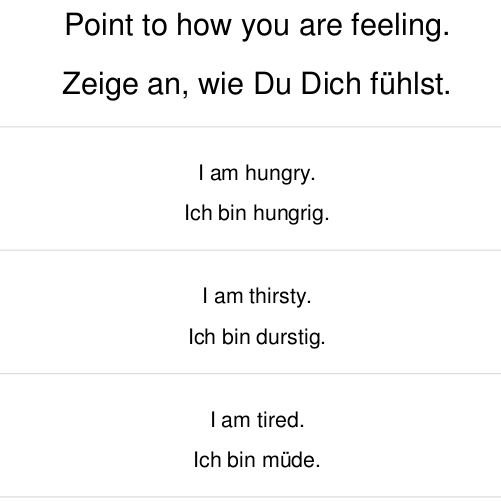 Point to how you are feeling.
Zeige an, wie Du Dich fühlst.
I am hungry.
Ich bin hungrig.
I am thirsty.
Ich bin durstig.
I am tired.
Ich bin müde.